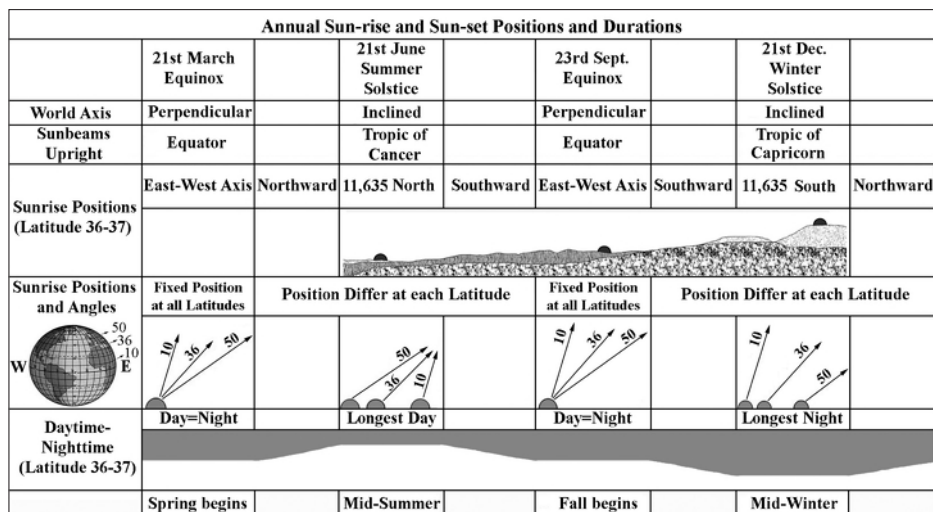 Annual Sun-rise and Sun-set Positions and Durations
21st March
Equinox
21st June
Summer
Solstice
23rd Sept.
Equinox
21st Dec.
Winter
Solstice
World Axis
Perpendicular
Inclined
Perpendicular
Inclined
Sunbeams
Upright
Equator
Tropic of
Cancer
Equator
Tropic of
Capricorn
Sunrise Positions
(Latitude 36-37)
East-West Axis
Northward
11,635 North
Southward
East-West Axis
Southward
11,635 South
Northward
Sunrise Positions
and Angles
50
36
10
W
E
Fixed Position
at all Latitudes
Position Differ at each Latitude
Fixed Position
at all Latitudes
Position Differ at each Latitude
10
36
50
50
36
10
10
36
50
10
36
50
Daytime-
Nighttime
(Latitude 36-37)
Day=Night
Longest Day
Day=Night
Longest Night
Spring begins
Mid-Summer
Fall begins
Mid-Winter